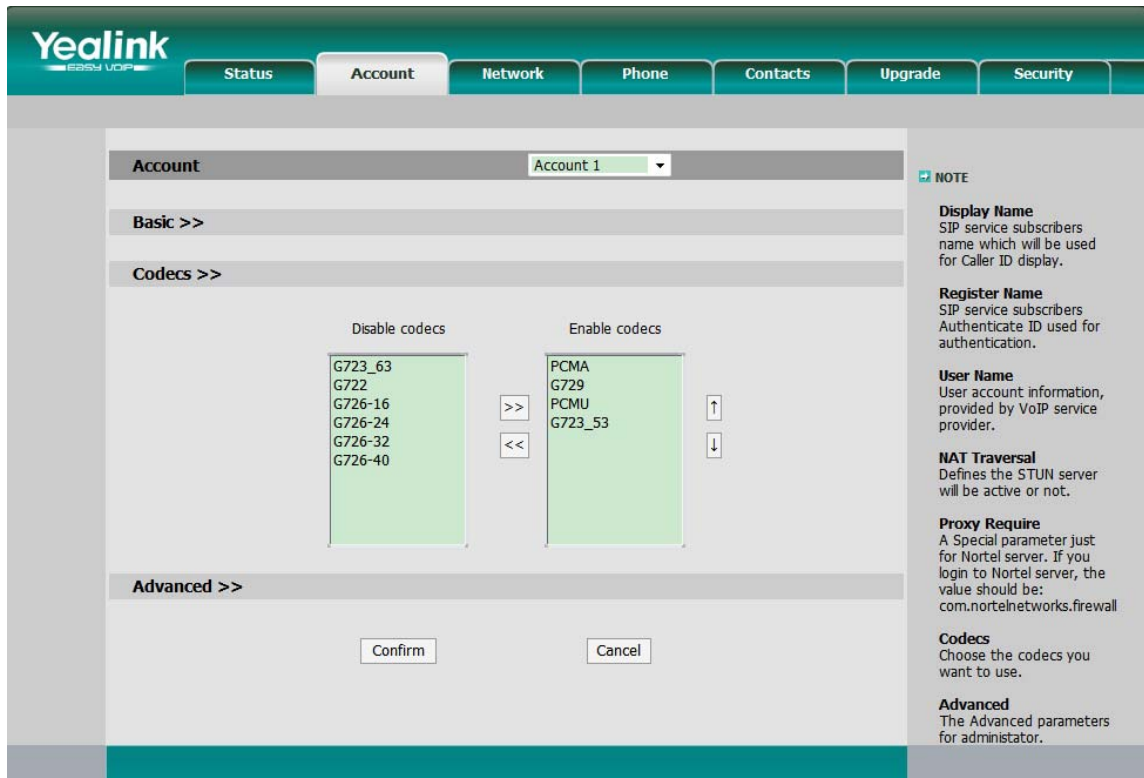 Yealink
EASY VOIP
Status Account Network Phone Contacts Upgrade Security
Account Account 1
Basic >>
Codecs >>
Disable codecs Enable codecs
G723_63
G722
G726-16
G726-24
G726-32
G726-40
>>
<<
PCMA
G729
PCMU
G723_53
↑
↓
Advanced >>
Confirm Cancel
NOTE
Display Name
SIP service subscribers
name which will be used
for Caller ID display.
Register Name
SIP service subscribers
Authenticate ID used for
authentication.
User Name
User account information,
provided by VoIP service
provider.
NAT Traversal
Defines the STUN server
will be active or not.
Proxy Require
A Special parameter just
for Nortel server. If you
login to Nortel server, the
value should be:
com.nortelnetworks.firewall
Codecs
Choose the codecs you
want to use.
Advanced
The Advanced parameters
for administator.